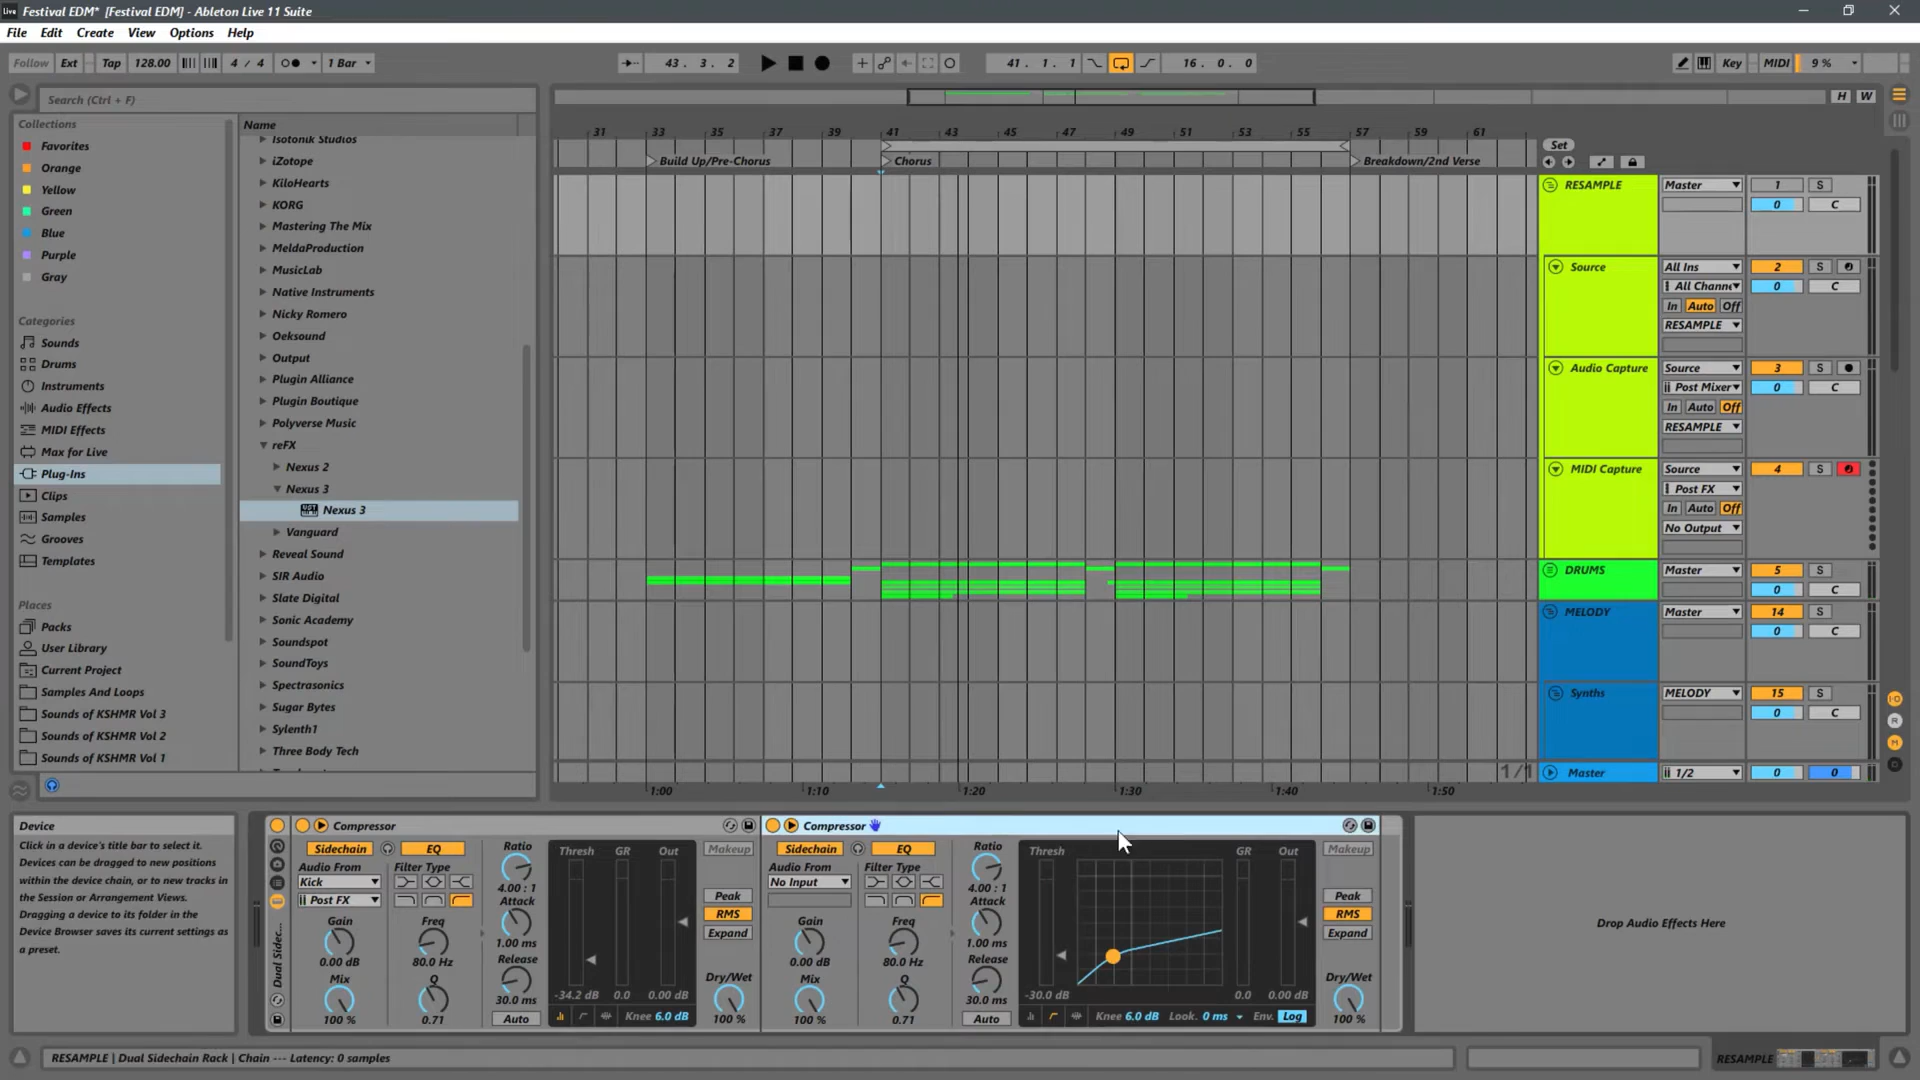 Live Festival EDM* [Festival EDM] - Ableton Live 11 Suite
File Edit Create View Options Help
Follow Ext Tap 128.00 4 / 4 1 Bar 43 . 3 . 2 41 . 1 . 1 16 . 0 . 0 Key MIDI 9 %
Search (Ctrl + F)
H W
Collections
Favorites
Orange
Yellow
Green
Blue
Purple
Gray
Categories
Sounds
Drums
Instruments
Audio Effects
MIDI Effects
Max for Live
Plug-Ins
Clips
Samples
Grooves
Templates
Places
Packs
User Library
Current Project
Samples And Loops
Sounds of KSHMR Vol 3
Sounds of KSHMR Vol 2
Sounds of KSHMR Vol 1
Name
Isotonik Studios
iZotope
KiloHearts
KORG
Mastering The Mix
MeldaProduction
MusicLab
Native Instruments
Nicky Romero
Oeksound
Output
Plugin Alliance
Plugin Boutique
Polyverse Music
reFX
Nexus 2
Nexus 3
Nexus 3
Vanguard
Reveal Sound
SIR Audio
Slate Digital
Sonic Academy
Soundspot
SoundToys
Spectrasonics
Sugar Bytes
Sylenth1
Three Body Tech
31 33 35 37 39 41 43 45 47 49 51 53 55 57 59 61
Build Up/Pre-Chorus Chorus Breakdown/2nd Verse
Set
RESAMPLE Master 1 S
0 C
Source All Ins 2 S
All Channe 0 C
In Auto Off
RESAMPLE
Audio Capture Source 3 S
Post Mixer 0 C
In Auto Off
RESAMPLE
MIDI Capture Source 4 S
Post FX
In Auto Off
No Output
DRUMS Master 5 S
0 C
MELODY Master 14 S
0 C
Synths MELODY 15 S
0 C
1/1 Master 1/2 0 0
1:00 1:10 1:20 1:30 1:40 1:50
Device
Click in a device's title bar to select it.
Devices can be dragged to new positions
within the device chain, or to new tracks in
the Session or Arrangement Views.
Dragging a device to its folder in the
Device Browser saves its current settings as
a preset.
Dual Sidec...
Compressor
Sidechain EQ
Audio From Filter Type
Kick
Post FX
Gain Freq
0.00 dB 80.0 Hz
Mix Q
100 % 0.71
Ratio
4.00 : 1
Attack
1.00 ms
Release
30.0 ms
Auto
Thresh GR Out
-34.2 dB 0.0 0.00 dB
Knee 6.0 dB
Makeup
Peak
RMS
Expand
Dry/Wet
100 %
Compressor
Sidechain EQ
Audio From Filter Type
No Input
Gain Freq
0.00 dB 80.0 Hz
Mix Q
100 % 0.71
Ratio
4.00 : 1
Attack
1.00 ms
Release
30.0 ms
Auto
Thresh GR Out
-30.0 dB 0.0 0.00 dB
Knee 6.0 dB Look. 0 ms Env. Log
Makeup
Peak
RMS
Expand
Dry/Wet
100 %
Drop Audio Effects Here
RESAMPLE | Dual Sidechain Rack | Chain --- Latency: 0 samples
RESAMPLE